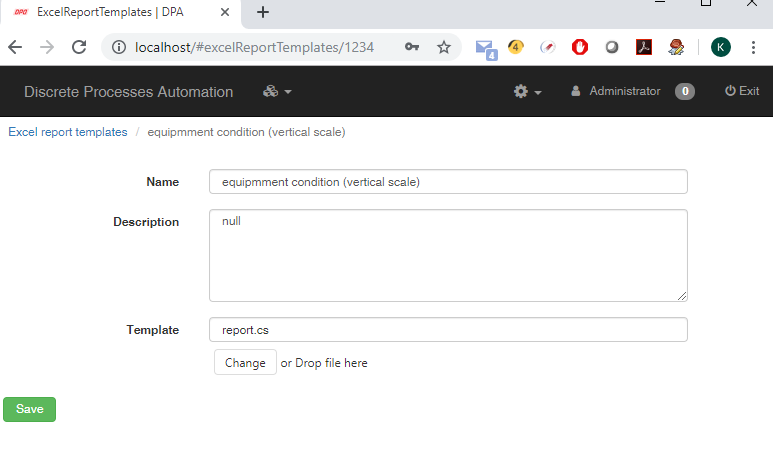 DPA ExcelReportTemplates | DPA
localhost/#excelReportTemplates/1234 4 4 K
Discrete Processes Automation Administrator 0 Exit
Excel report templates / equipmment condition (vertical scale)
Name equipmment condition (vertical scale)
Description null
Template report.cs
Change or Drop file here
Save